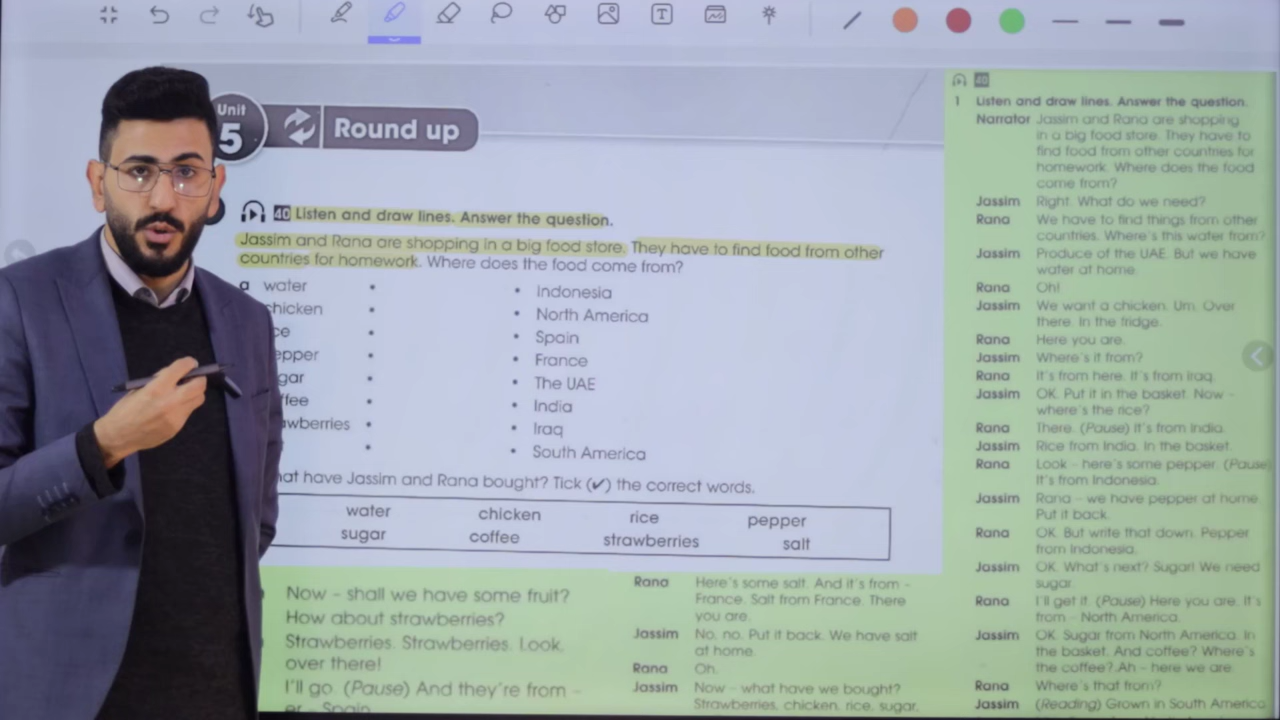 Unit
5
Round up
40 Listen and draw lines. Answer the question.
Jassim and Rana are shopping in a big food store. They have to find food from other
countries for homework. Where does the food come from?
a water • • Indonesia
chicken • • North America
ce • • Spain
epper • • France
gar • • The UAE
ffee • • India
awberries • • Iraq
• • South America
hat have Jassim and Rana bought? Tick (✔) the correct words.
water chicken rice pepper
sugar coffee strawberries salt
Now – shall we have some fruit?
How about strawberries?
Strawberries. Strawberries. Look,
over there!
I'll go. (Pause) And they're from –
er – Spain
Rana Here's some salt. And it's from –
France. Salt from France. There
you are.
Jassim No, no. Put it back. We have salt
at home.
Rana Oh.
Jassim Now – what have we bought?
Strawberries, chicken, rice, sugar,
40
1 Listen and draw lines. Answer the question.
Narrator Jassim and Rana are shopping
in a big food store. They have to
find food from other countries for
homework. Where does the food
come from?
Jassim Right. What do we need?
Rana We have to find things from other
countries. Where's this water from?
Jassim Produce of the UAE. But we have
water at home.
Rana Oh!
Jassim We want a chicken. Um. Over
there. In the fridge.
Rana Here you are.
Jassim Where's it from?
Rana It's from here. It's from Iraq.
Jassim OK. Put it in the basket. Now –
where's the rice?
Rana There. (Pause) It's from India.
Jassim Rice from India. In the basket.
Rana Look – here's some pepper. (Pause)
It's from Indonesia.
Jassim Rana – we have pepper at home.
Put it back.
Rana OK. But write that down. Pepper
from Indonesia.
Jassim OK. What's next? Sugar! We need
sugar.
Rana I'll get it. (Pause) Here you are. It's
from – North America.
Jassim OK. Sugar from North America. In
the basket. And coffee? Where's
the coffee? Ah – here we are.
Rana Where's that from?
Jassim (Reading) Grown in South America